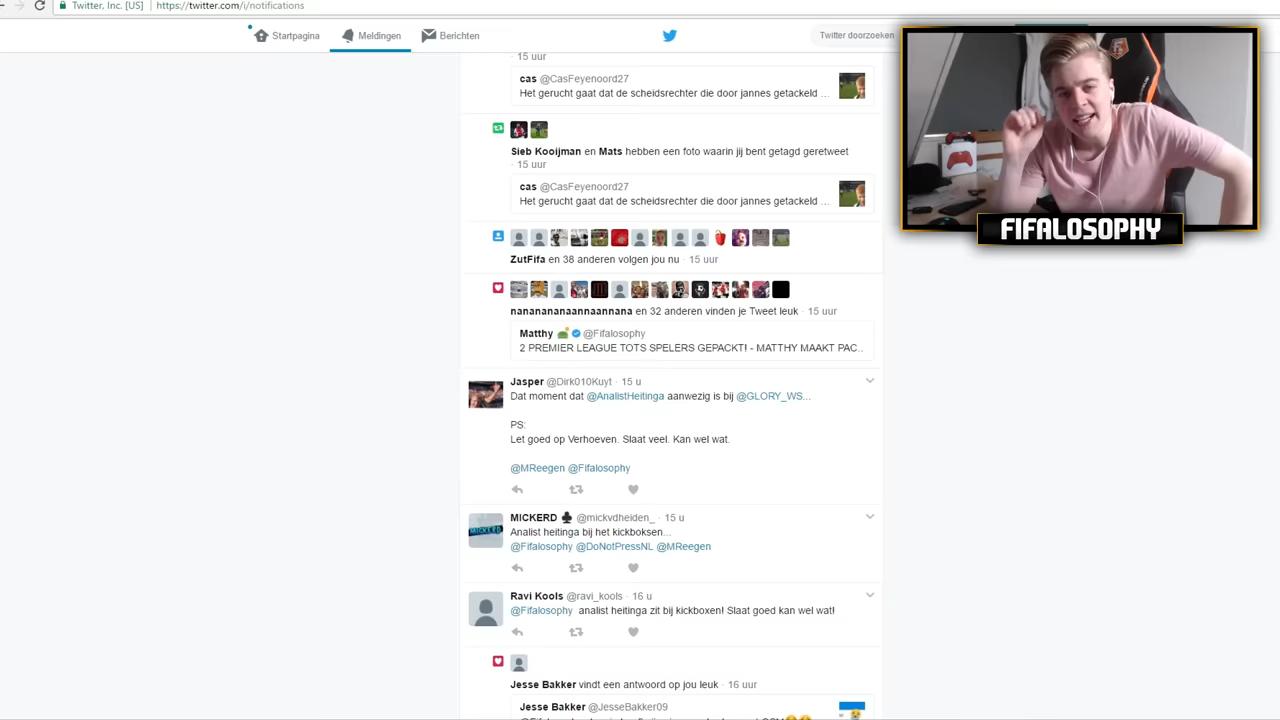 Twitter, Inc. [US] https://twitter.com/i/notifications
Startpagina Meldingen Berichten Twitter doorzoeken
15 uur
cas @CasFeyenoord27
Het gerucht gaat dat de scheidsrechter die door jannes getackeld ...
Sieb Kooijman en Mats hebben een foto waarin jij bent getagd geretweet
· 15 uur
cas @CasFeyenoord27
Het gerucht gaat dat de scheidsrechter die door jannes getackeld ...
ZutFifa en 38 anderen volgen jou nu · 15 uur
nananananaannaannana en 32 anderen vinden je Tweet leuk · 15 uur
Matthy @Fifalosophy
2 PREMIER LEAGUE TOTS SPELERS GEPACKT! - MATTHY MAAKT PAC..
Jasper @Dirk010Kuyt · 15 u
Dat moment dat @AnalistHeitinga aanwezig is bij @GLORY_WS...
PS:
Let goed op Verhoeven. Slaat veel. Kan wel wat.
@MReegen @Fifalosophy
MICKERD ♣ @mickvdheiden_ · 15 u
Analist heitinga bij het kickboksen...
@Fifalosophy @DoNotPressNL @MReegen
Ravi Kools @ravi_kools · 16 u
@Fifalosophy analist heitinga zit bij kickboxen! Slaat goed kan wel wat!
Jesse Bakker vindt een antwoord op jou leuk · 16 uur
Jesse Bakker @JesseBakker09
FIFALOSOPHY